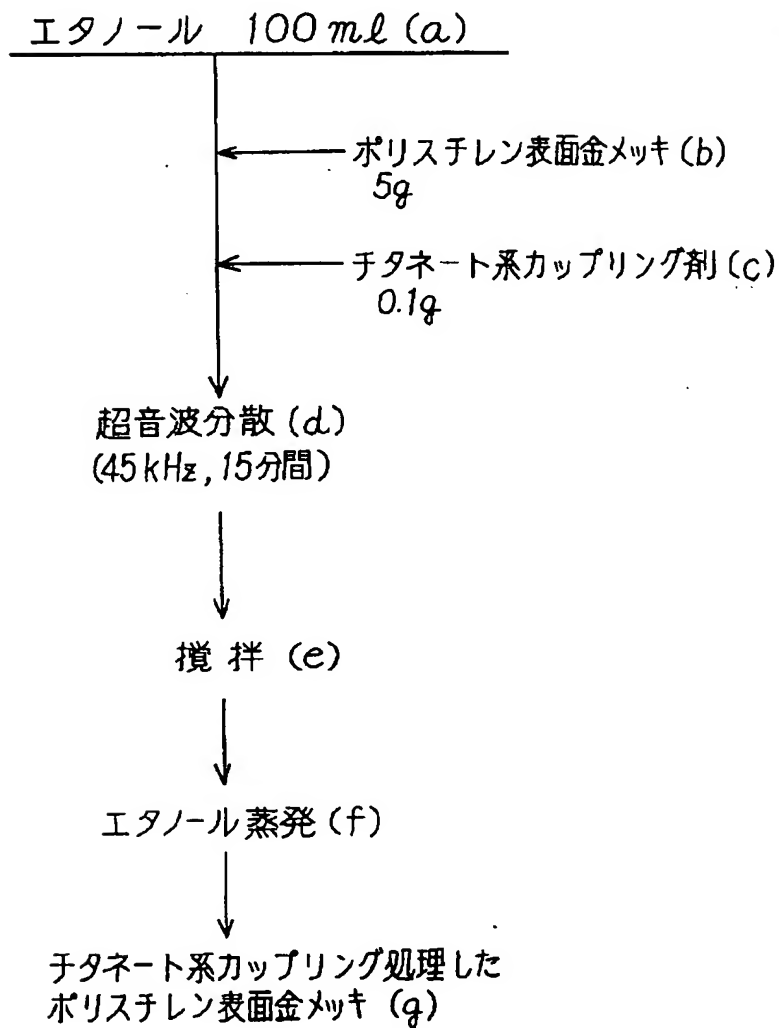 エタノール 100ml (a)
ポリスチレン表面金メッキ (b)
5g
チタネート系カップリング剤 (c)
0.1g
超音波分散 (d)
(45kHz, 15分間)
撹拌 (e)
エタノール蒸発 (f)
チタネート系カップリング処理した
ポリスチレン表面金メッキ (g)